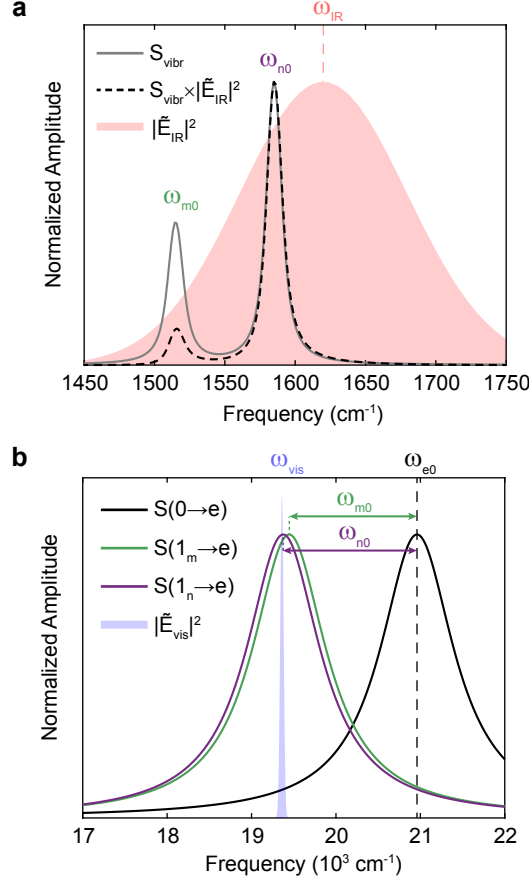 a
ω_IR
S_vibr
S_vibr×|Ẽ_IR|²
|Ẽ_IR|²
ω_n0
ω_m0
Normalized Amplitude
1450 1500 1550 1600 1650 1700 1750
Frequency (cm⁻¹)
b
ω_vis ω_e0
S(0→e)
S(1_m→e)
S(1_n→e)
|Ẽ_vis|²
ω_m0
ω_n0
Normalized Amplitude
17 18 19 20 21 22
Frequency (10³ cm⁻¹)